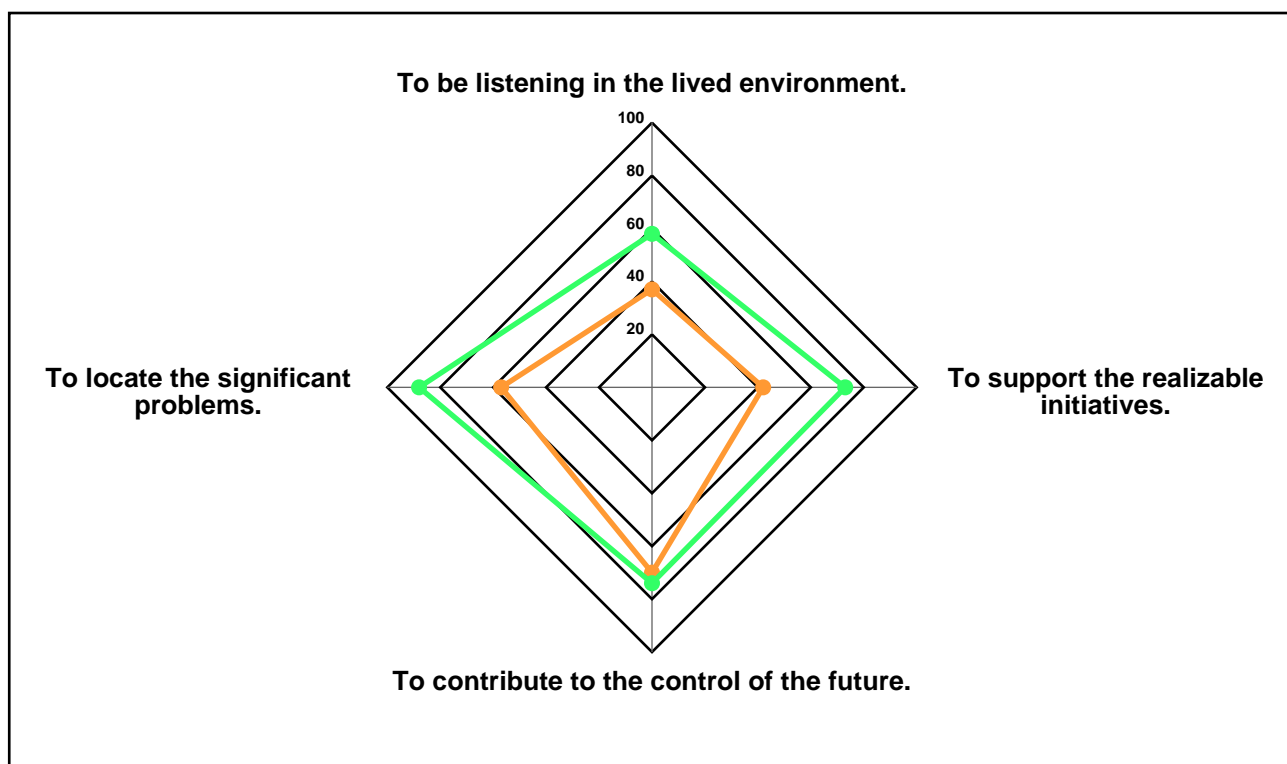 To be listening in the lived environment.
100
80
60
40
20
To locate the significant
problems.
To support the realizable
initiatives.
To contribute to the control of the future.